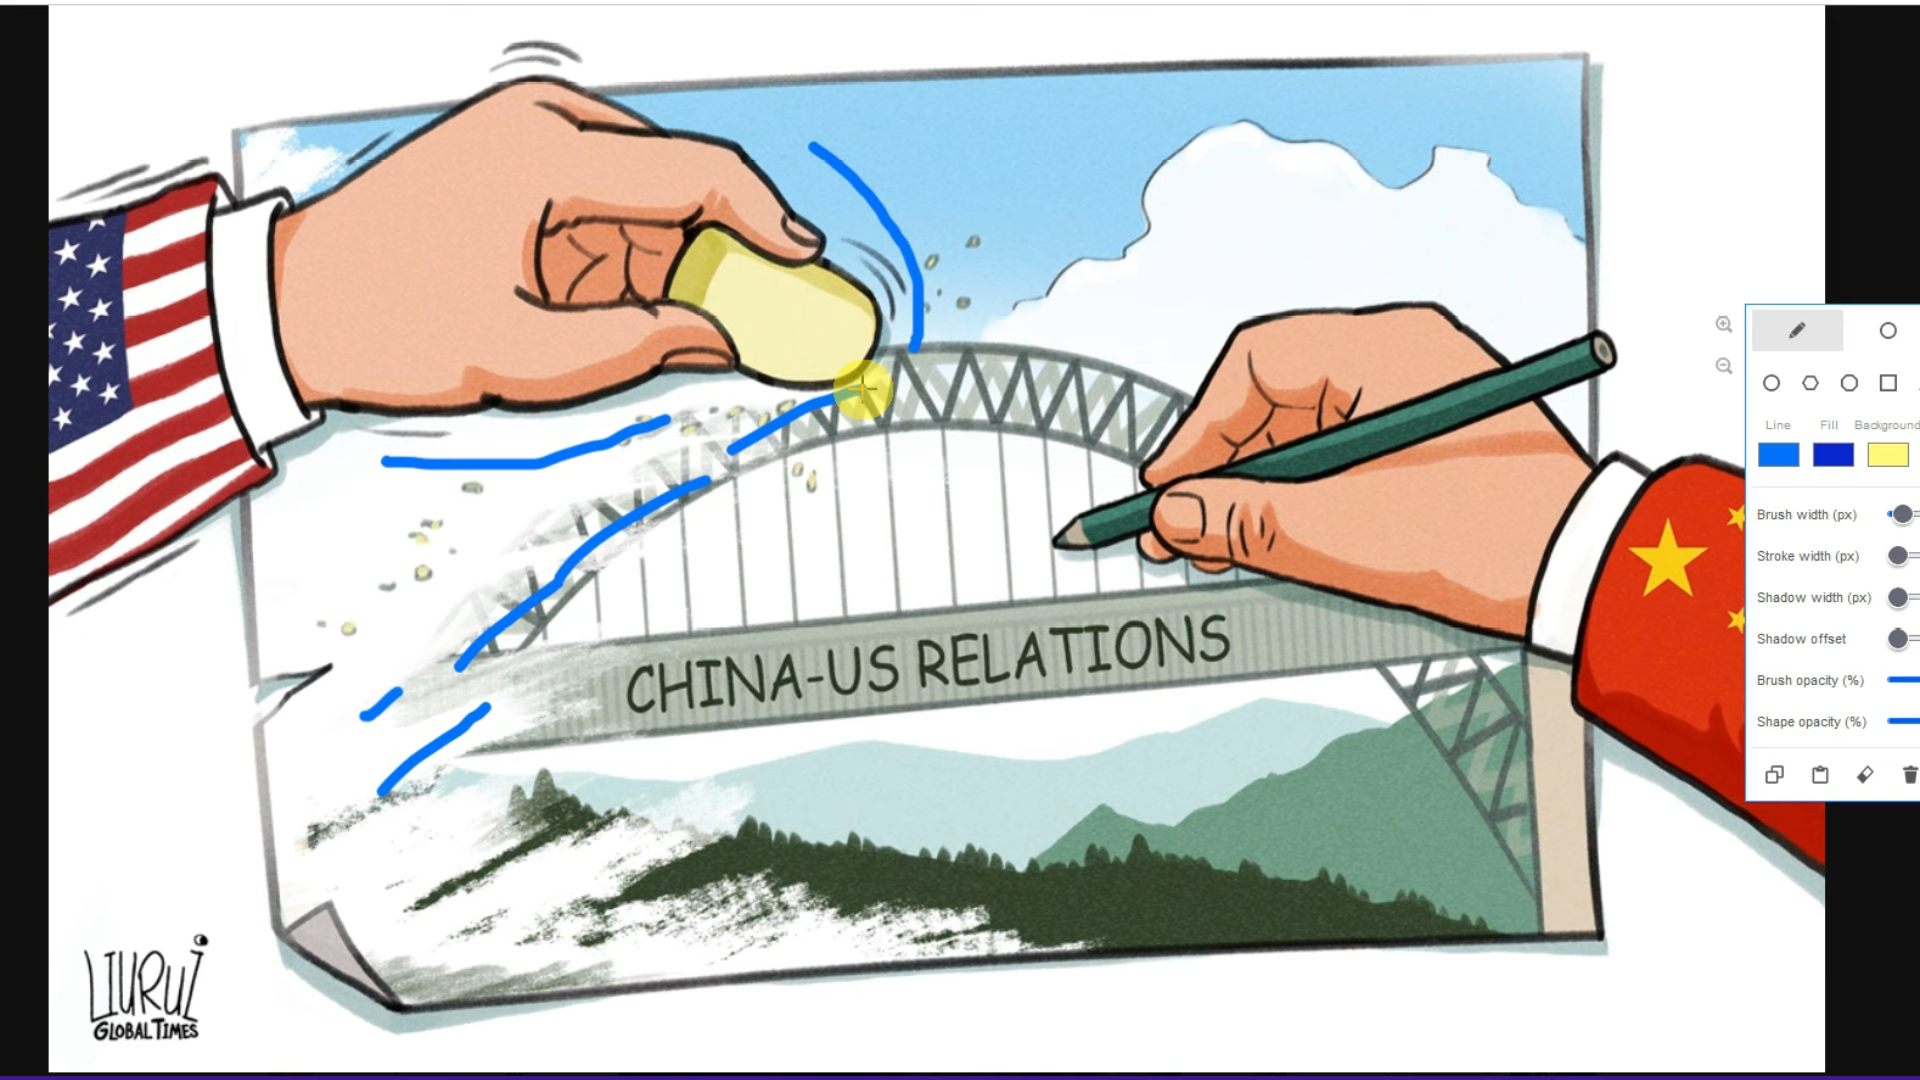 CHINA-US RELATIONS
LIURUI
GLOBAL TIMES
Line
Fill
Background
Brush width (px)
Stroke width (px)
Shadow width (px)
Shadow offset
Brush opacity (%)
Shape opacity (%)